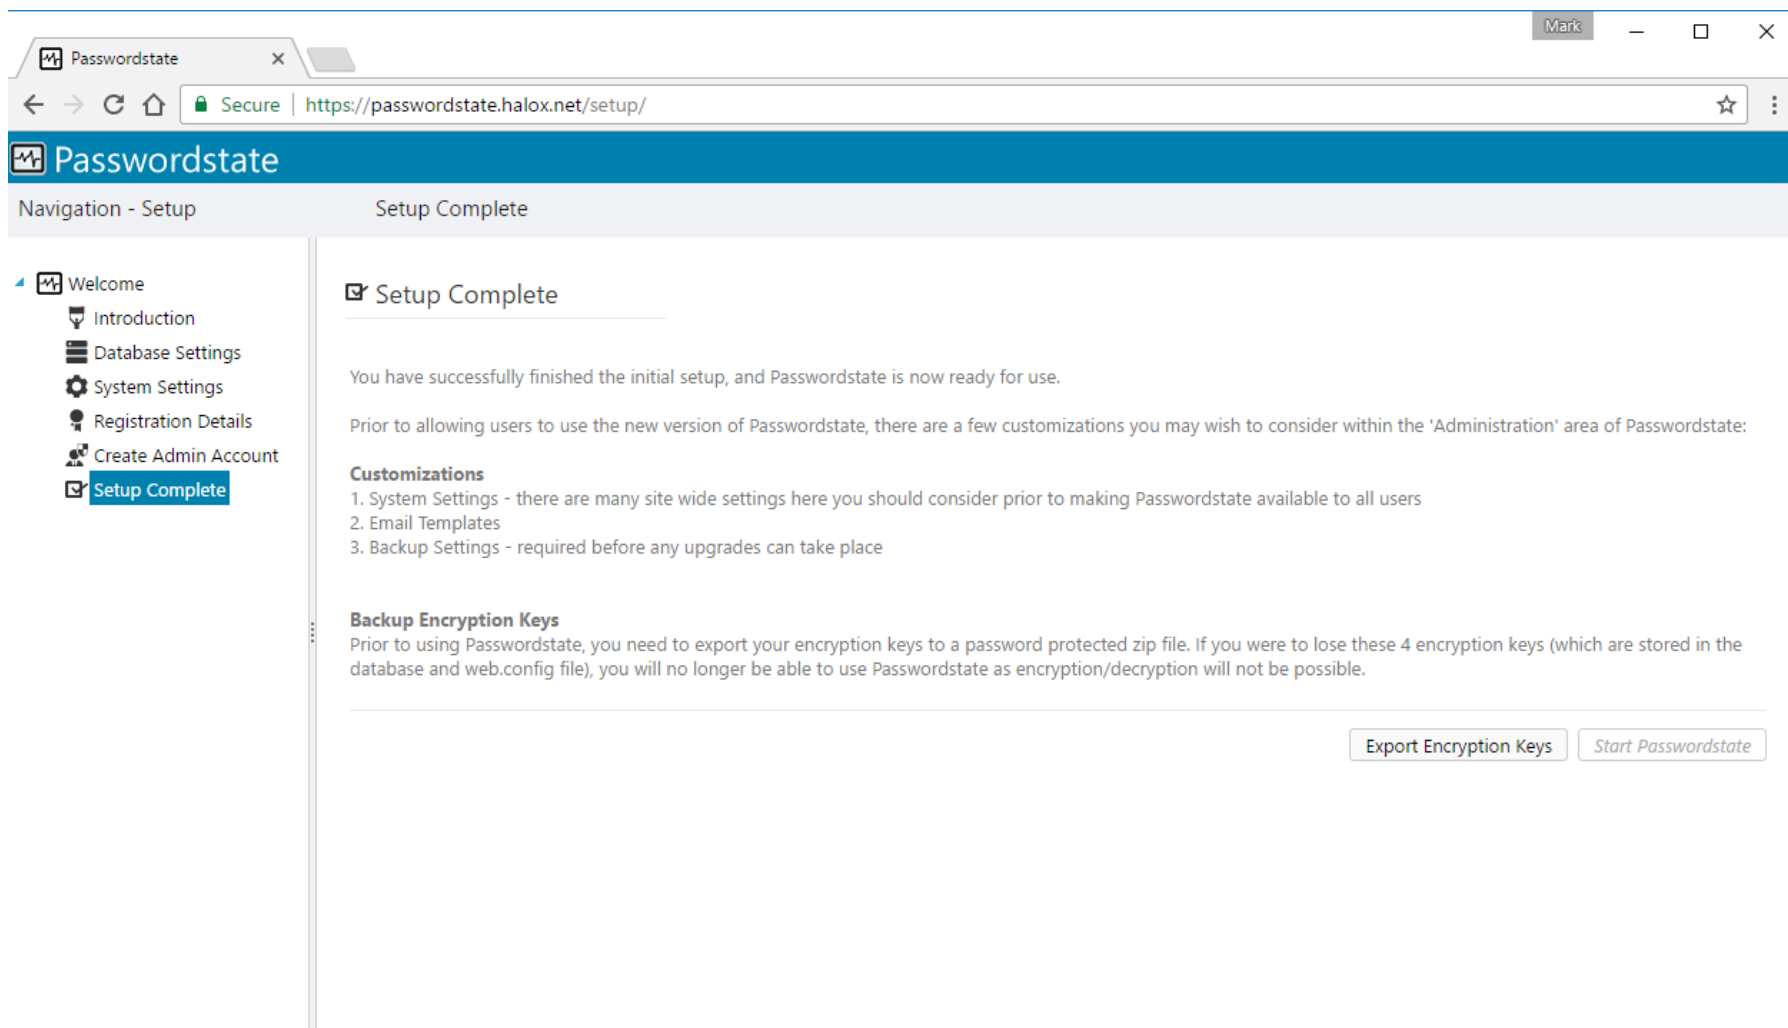 Mark
Passwordstate
Secure | https://passwordstate.halox.net/setup/
Passwordstate
Navigation - Setup
Setup Complete
Welcome
Introduction
Database Settings
System Settings
Registration Details
Create Admin Account
Setup Complete
Setup Complete
You have successfully finished the initial setup, and Passwordstate is now ready for use.
Prior to allowing users to use the new version of Passwordstate, there are a few customizations you may wish to consider within the 'Administration' area of Passwordstate:
Customizations
1. System Settings - there are many site wide settings here you should consider prior to making Passwordstate available to all users
2. Email Templates
3. Backup Settings - required before any upgrades can take place
Backup Encryption Keys
Prior to using Passwordstate, you need to export your encryption keys to a password protected zip file. If you were to lose these 4 encryption keys (which are stored in the
database and web.config file), you will no longer be able to use Passwordstate as encryption/decryption will not be possible.
Export Encryption Keys
Start Passwordstate